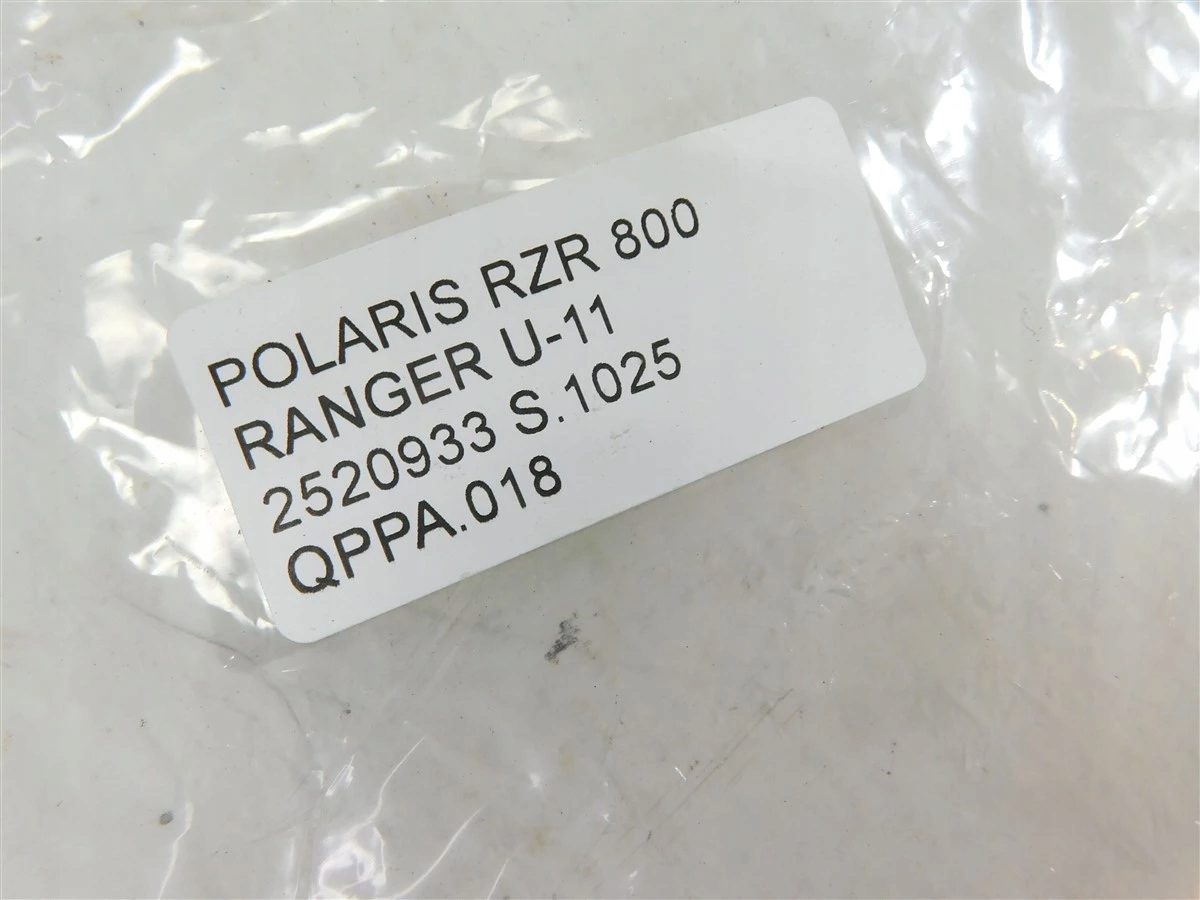 POLARIS RZR 800
RANGER U-11
2520933 S.1025
QPPA.018